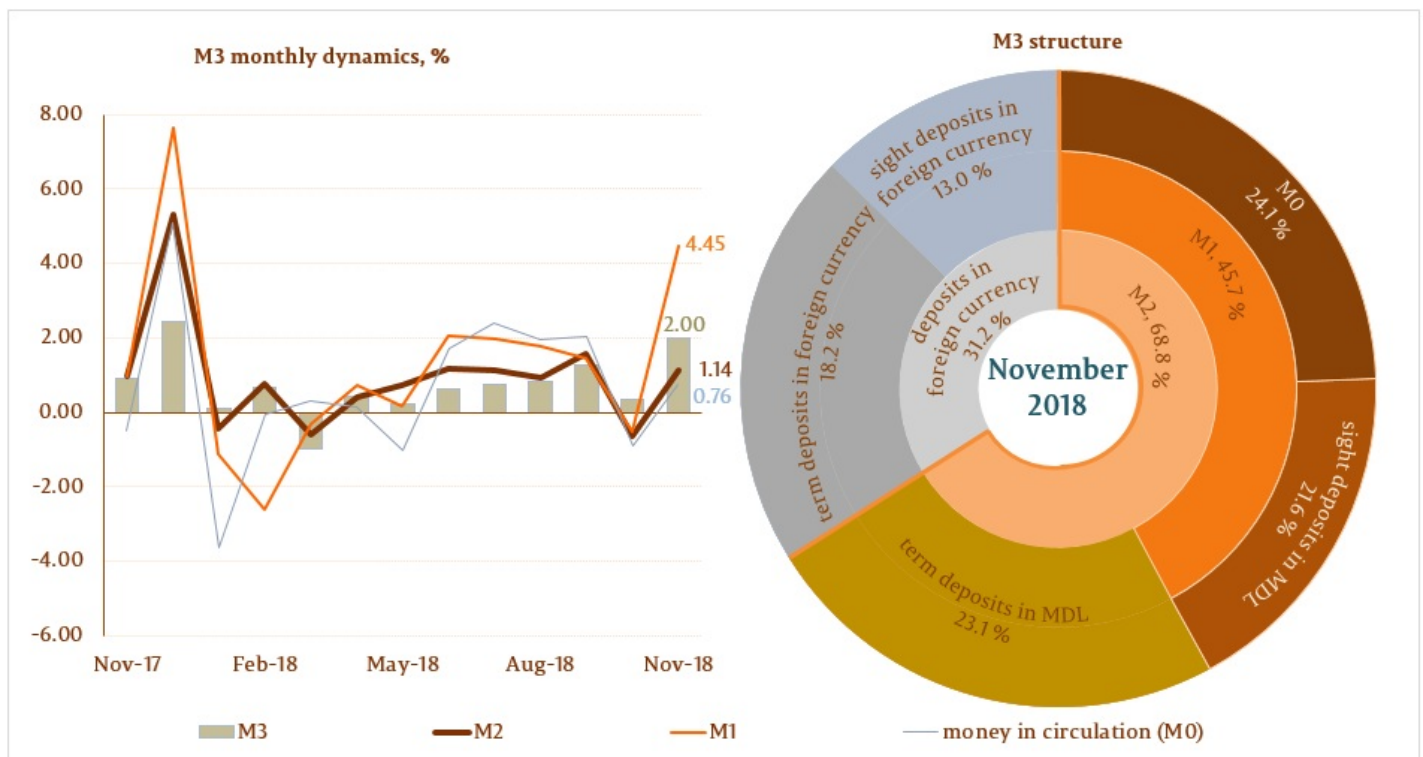 M3 monthly dynamics, %
8.00
6.00
4.00
2.00
0.00
-2.00
-4.00
-6.00
Nov-17
Feb-18
May-18
Aug-18
Nov-18
4.45
2.00
1.14
0.76
M3 structure
M0
24.1 %
sight deposits in MDL
21.6 %
term deposits in MDL
23.1 %
term deposits in foreign currency
18.2 %
sight deposits in
foreign currency
13.0 %
M1, 45.7 %
M2, 68.8 %
deposits in
foreign currency
31.2 %
November
2018
M3
M2
M1
money in circulation (M0)